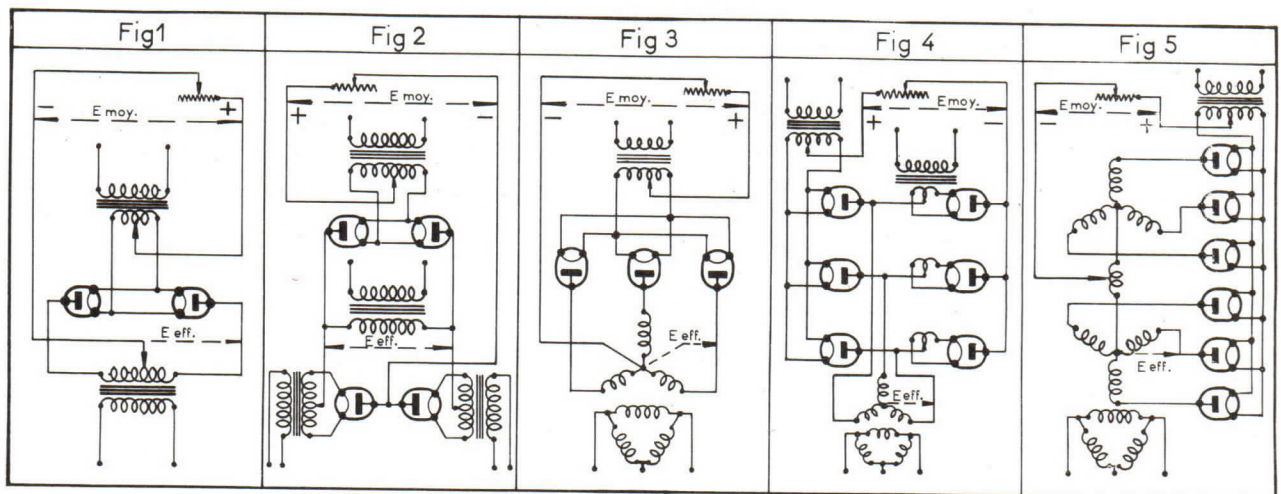 Fig1
Fig 2
Fig 3
Fig 4
Fig 5
− E moy. +
E eff.
+ E moy. −
E eff.
− E moy. +
E eff.
+ E moy. −
E eff.
− E moy. +
E eff.